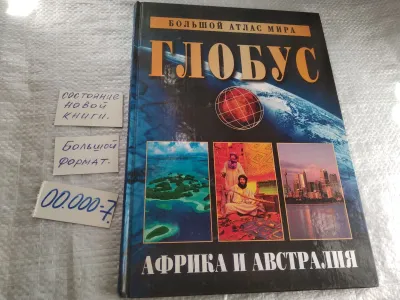 БОЛЬШОЙ АТЛАС МИРА
ГЛОБУС
АФРИКА И АВСТРАЛИЯ
состояние
новой
книги.
Большой
формат.
00.000-7.